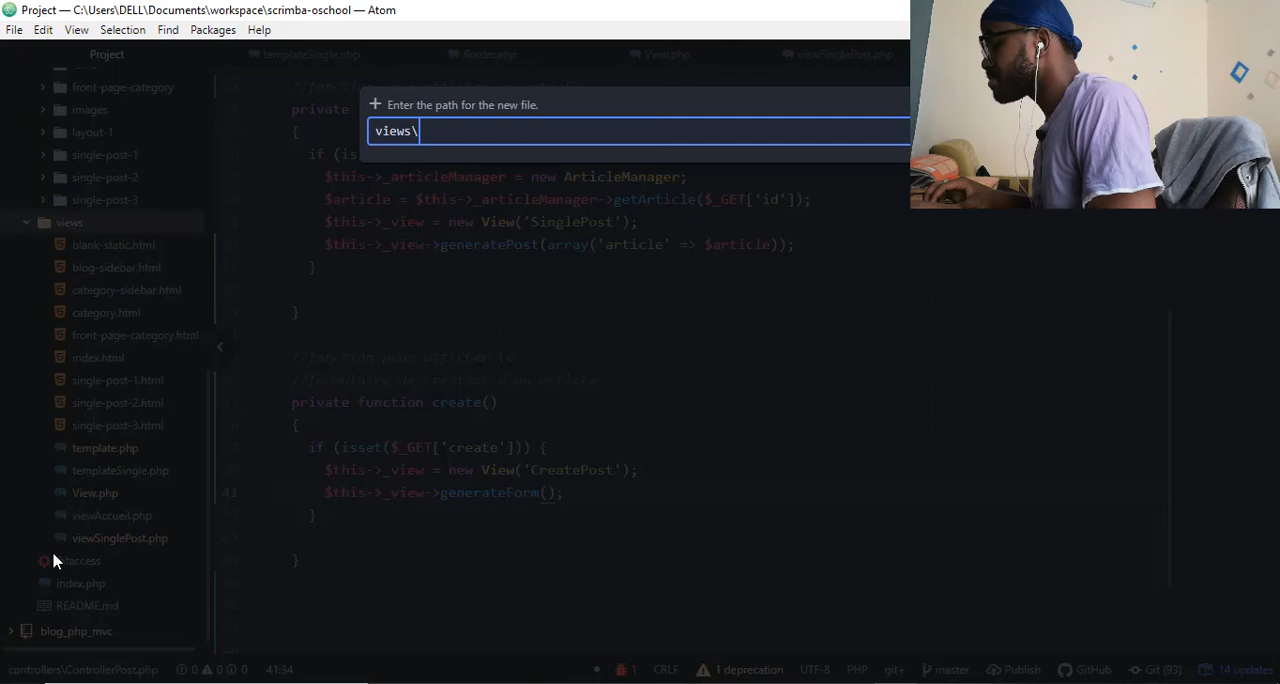 Project — C:\Users\DELL\Documents\workspace\scrimba-oschool — Atom
File Edit View Selection Find Packages Help
Project
templateSingle.php
Routes.php
View.php
viewSinglePost.php
front-page-category
images
layout-1
single-post-1
single-post-2
single-post-3
views
blank-static.html
blog-sidebar.html
category-sidebar.html
category.html
front-page-category.html
index.html
single-post-1.html
single-post-2.html
single-post-3.html
template.php
templateSingle.php
View.php
viewAccueil.php
viewSinglePost.php
index.php
README.md
blog_php_mvc
Enter the path for the new file.
views\
private
{
if (is
$this->_articleManager = new ArticleManager;
$article = $this->_articleManager->getArticle($_GET['id']);
$this->_view = new View('SinglePost');
$this->_view->generatePost(array('article' => $article));
}
}
//fonction pour afficher le
//formulaire de création d'un article
private function create()
{
if (isset($_GET['create'])) {
$this->_view = new View('CreatePost');
41 $this->_view->generateForm();
}
}
controllers\ControllerPost.php 0 0 0 41:34 1 CRLF 1 deprecation UTF-8 PHP git+ master Publish GitHub Git (93) 14 updates